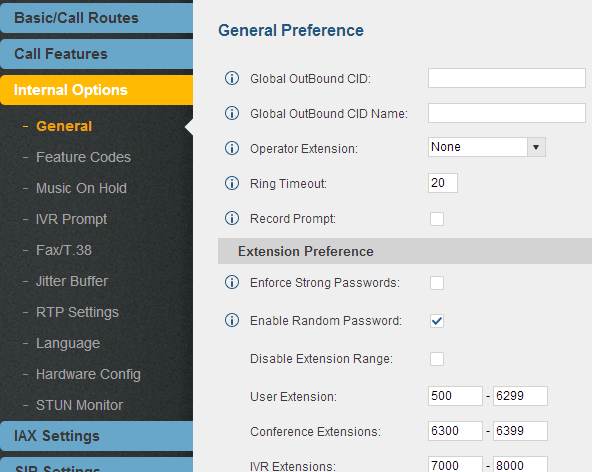 Basic/Call Routes
Call Features
Internal Options
- General
- Feature Codes
- Music On Hold
- IVR Prompt
- Fax/T.38
- Jitter Buffer
- RTP Settings
- Language
- Hardware Config
- STUN Monitor
IAX Settings
SIP Settings
General Preference
Global OutBound CID:
Global OutBound CID Name:
Operator Extension: None
Ring Timeout: 20
Record Prompt:
Extension Preference
Enforce Strong Passwords:
Enable Random Password:
Disable Extension Range:
User Extension: 500 - 6299
Conference Extensions: 6300 - 6399
IVR Extensions: 7000 - 8000